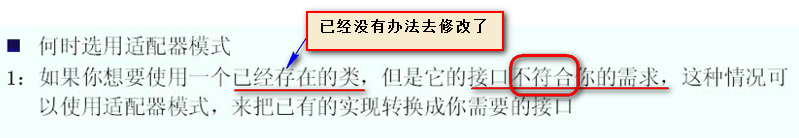 已经没有办法去修改了
何时选用适配器模式
1：如果你想要使用一个已经存在的类，但是它的接口不符合你的需求，这种情况可
以使用适配器模式，来把已有的实现转换成你需要的接口